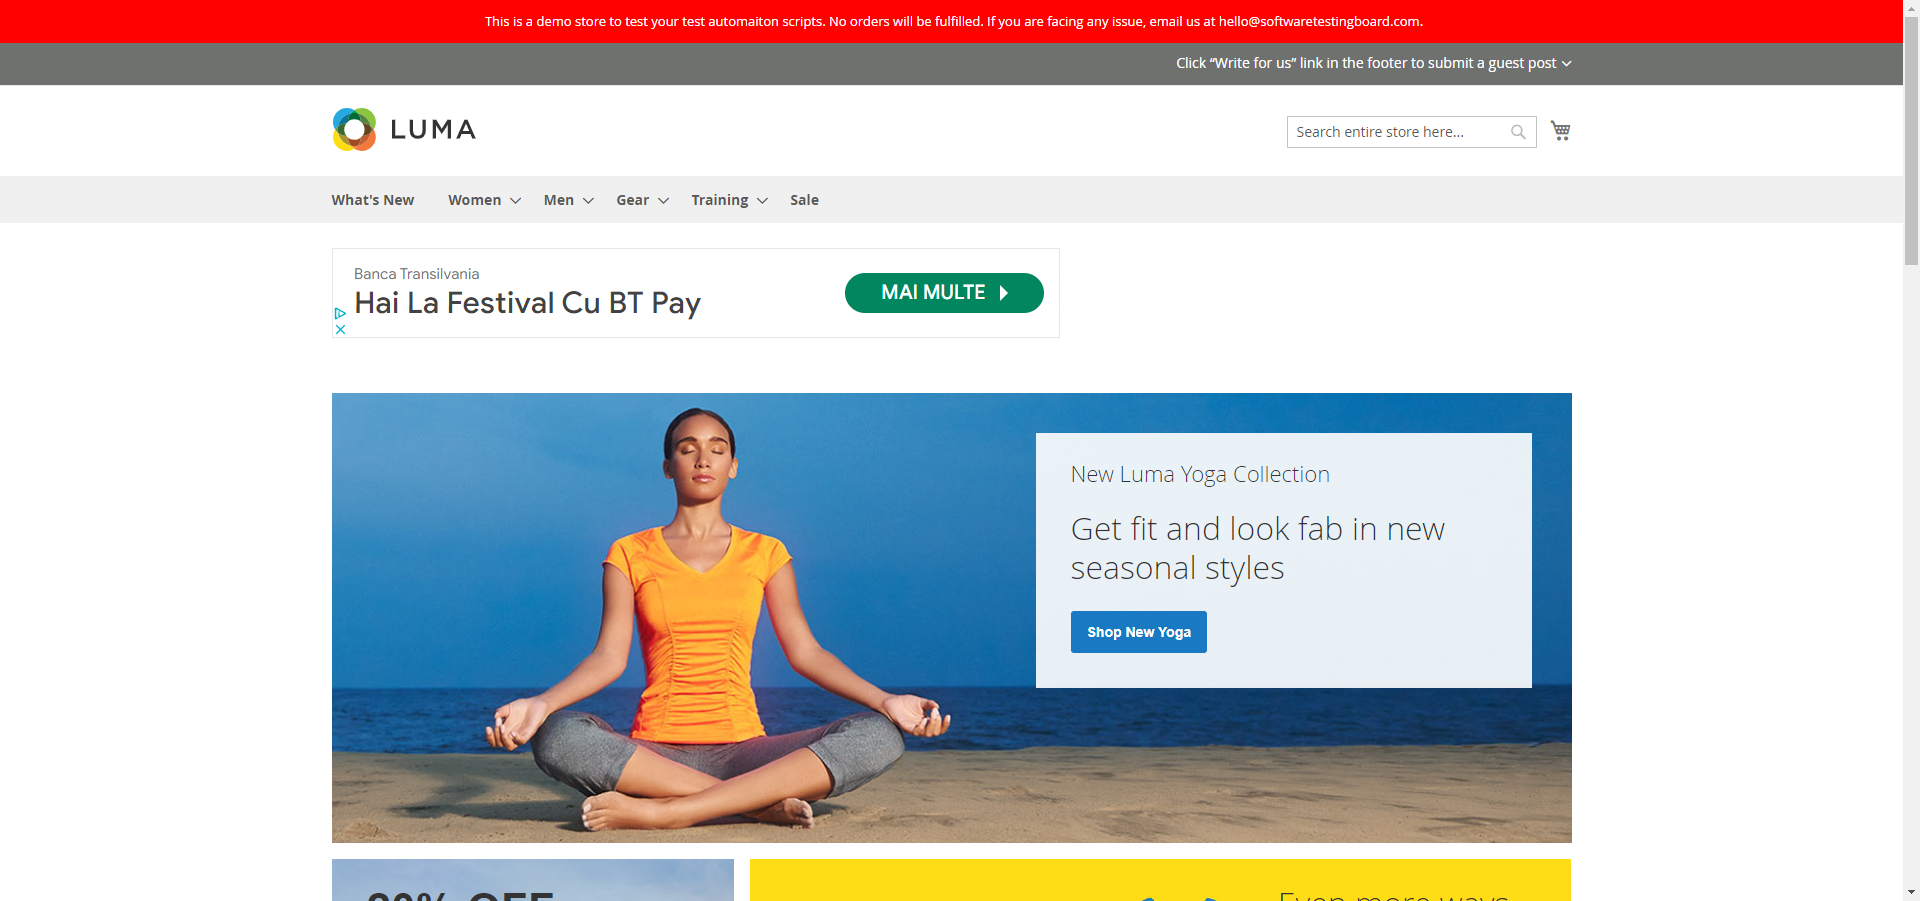 This is a demo store to test your test automaiton scripts. No orders will be fulfilled. If you are facing any issue, email us at hello@softwaretestingboard.com.
Click “Write for us” link in the footer to submit a guest post
LUMA
Search entire store here...
What's New Women Men Gear Training Sale
Banca Transilvania
Hai La Festival Cu BT Pay
MAI MULTE
New Luma Yoga Collection
Get fit and look fab in new
seasonal styles
Shop New Yoga
20% OFF
Even more ways